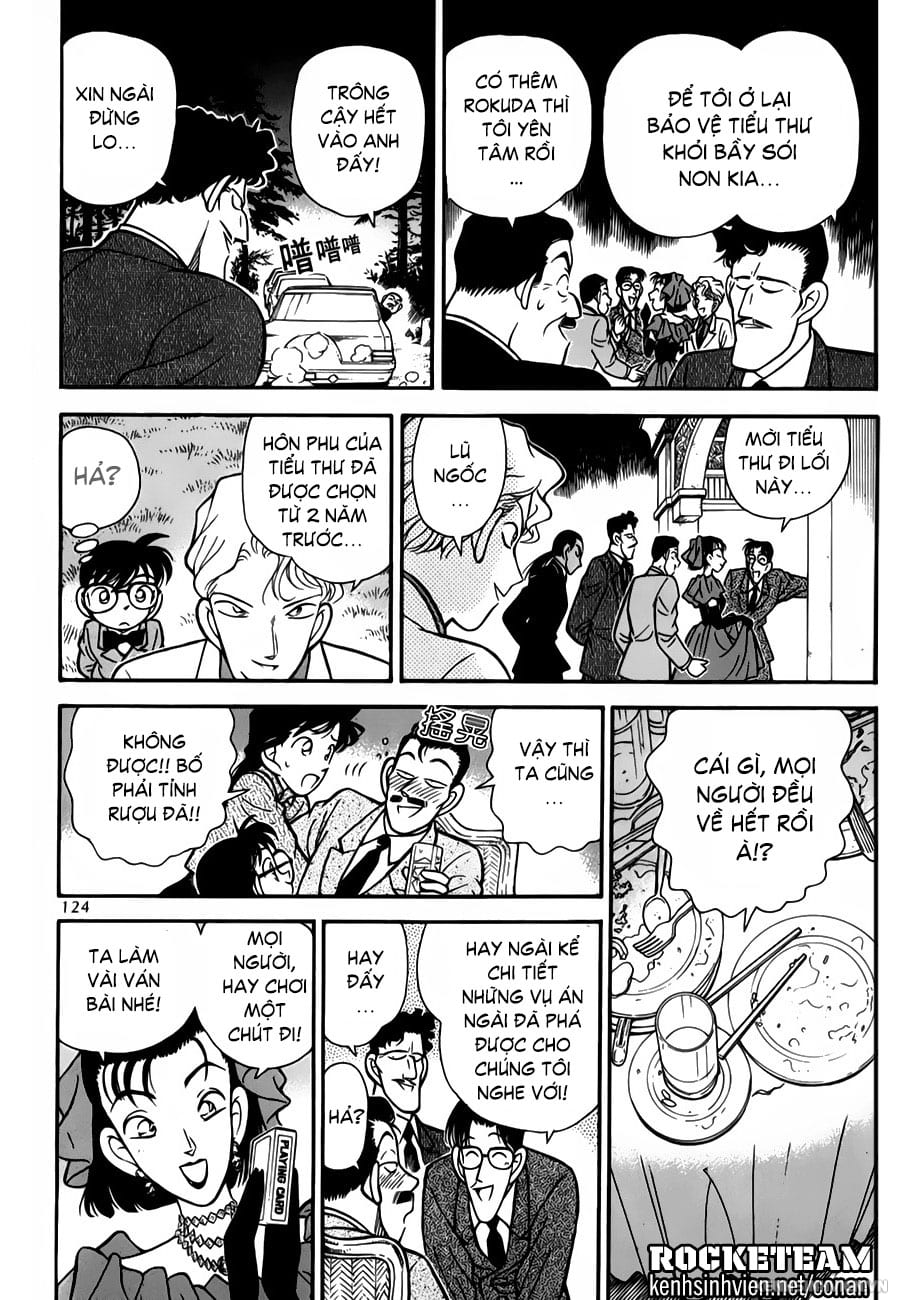 ĐỂ TÔI Ở LẠI
BẢO VỆ TIỂU THƯ
KHỎI BẦY SÓI
NON KIA...
CÓ THÊM
ROKUDA THÌ
TÔI YÊN
TÂM RỒI
...
TRÔNG
CẬY HẾT
VÀO ANH
ĐẤY!
XIN NGÀI
ĐỪNG
LO...
MỜI TIỂU
THƯ ĐI LỐI
NÀY...
LŨ
NGỐC
...
HÔN PHU CỦA
TIỂU THƯ ĐÃ
ĐƯỢC CHỌN
TỪ 2 NĂM
TRƯỚC...
HẢ?
CÁI GÌ, MỌI
NGƯỜI ĐỀU
VỀ HẾT RỒI
À!?
VẬY THÌ
TA CŨNG
...
搖晃
KHÔNG
ĐƯỢC!! BỐ
PHẢI TỈNH
RƯỢU ĐÃ!!
124
HAY NGÀI KỂ
CHI TIẾT
NHỮNG VỤ ÁN
NGÀI ĐÃ PHÁ
ĐƯỢC CHO
CHÚNG TÔI
NGHE VỚI!
HAY
ĐẤY
...
HẢ?
MỌI
NGƯỜI,
HAY CHƠI
MỘT
CHÚT ĐI!
TA LÀM
VÀI VÁN
BÀI NHÉ!
PLAYING CARD
ROCKETEAM
kenhsinhvien.net/conan